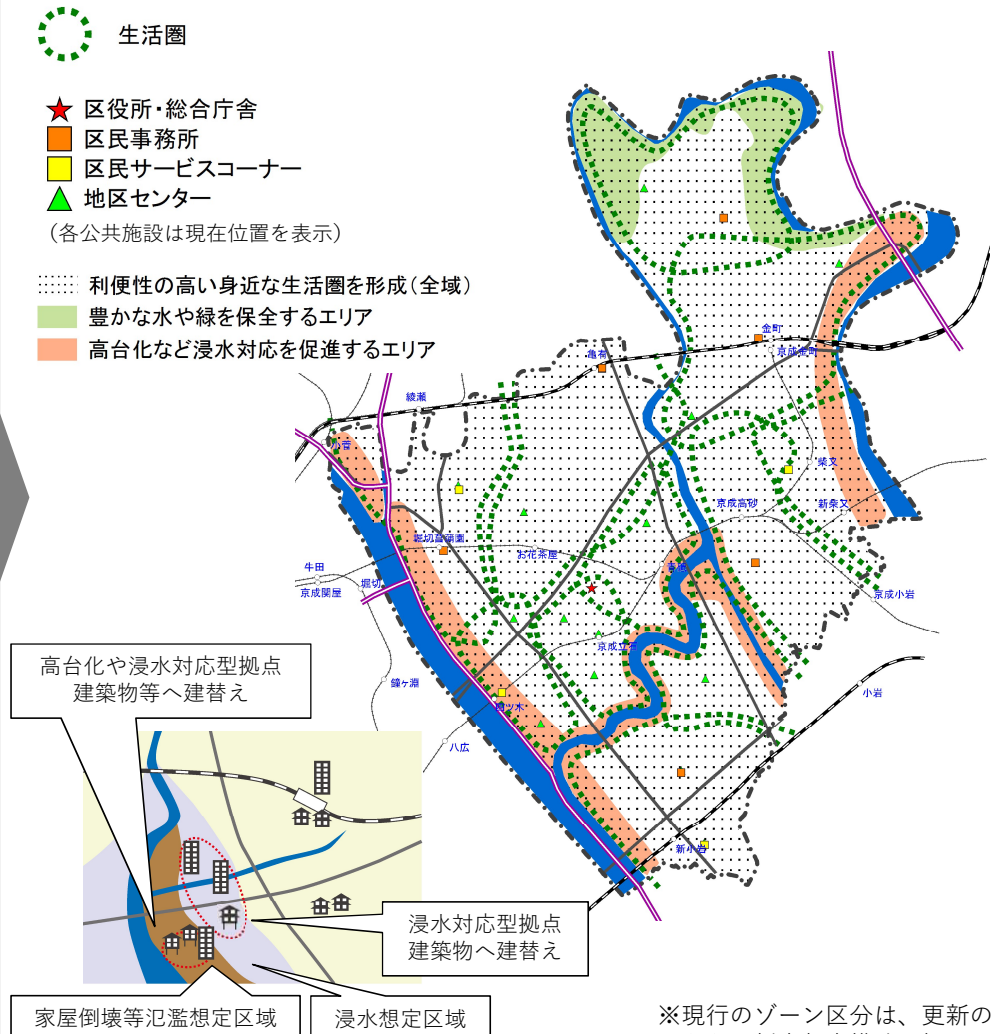 生活圏
区役所・総合庁舎
区民事務所
区民サービスコーナー
地区センター
(各公共施設は現在位置を表示)
利便性の高い身近な生活圏を形成(全域)
豊かな水や緑を保全するエリア
高台化など浸水対応を促進するエリア
金町
京成金町
亀有
綾瀬
小菅
柴又
新柴又
京成高砂
堀切菖蒲園
お花茶屋
青砥
牛田
京成関屋
堀切
京成小岩
京成立石
鐘ヶ淵
四ツ木
小岩
八広
新小岩
高台化や浸水対応型拠点
建築物等へ建替え
浸水対応型拠点
建築物へ建替え
家屋倒壊等氾濫想定区域
浸水想定区域
※現行のゾーン区分は、更新の